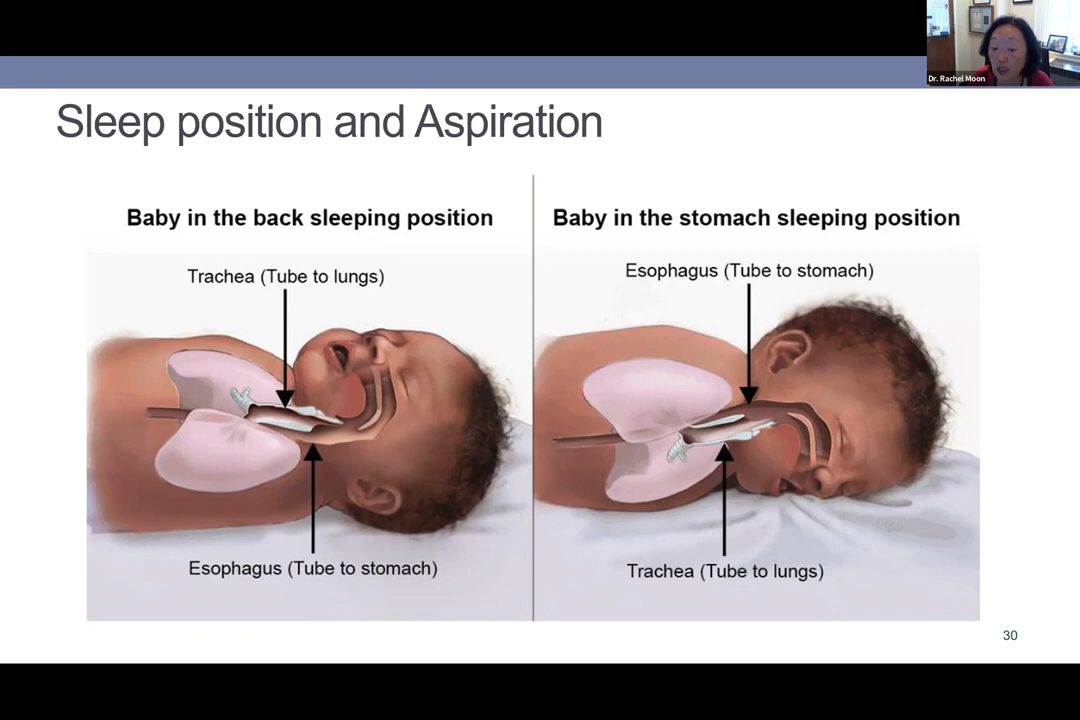 Dr. Rachel Moon
Sleep position and Aspiration
Baby in the back sleeping position
Trachea (Tube to lungs)
Esophagus (Tube to stomach)
Baby in the stomach sleeping position
Esophagus (Tube to stomach)
Trachea (Tube to lungs)
30